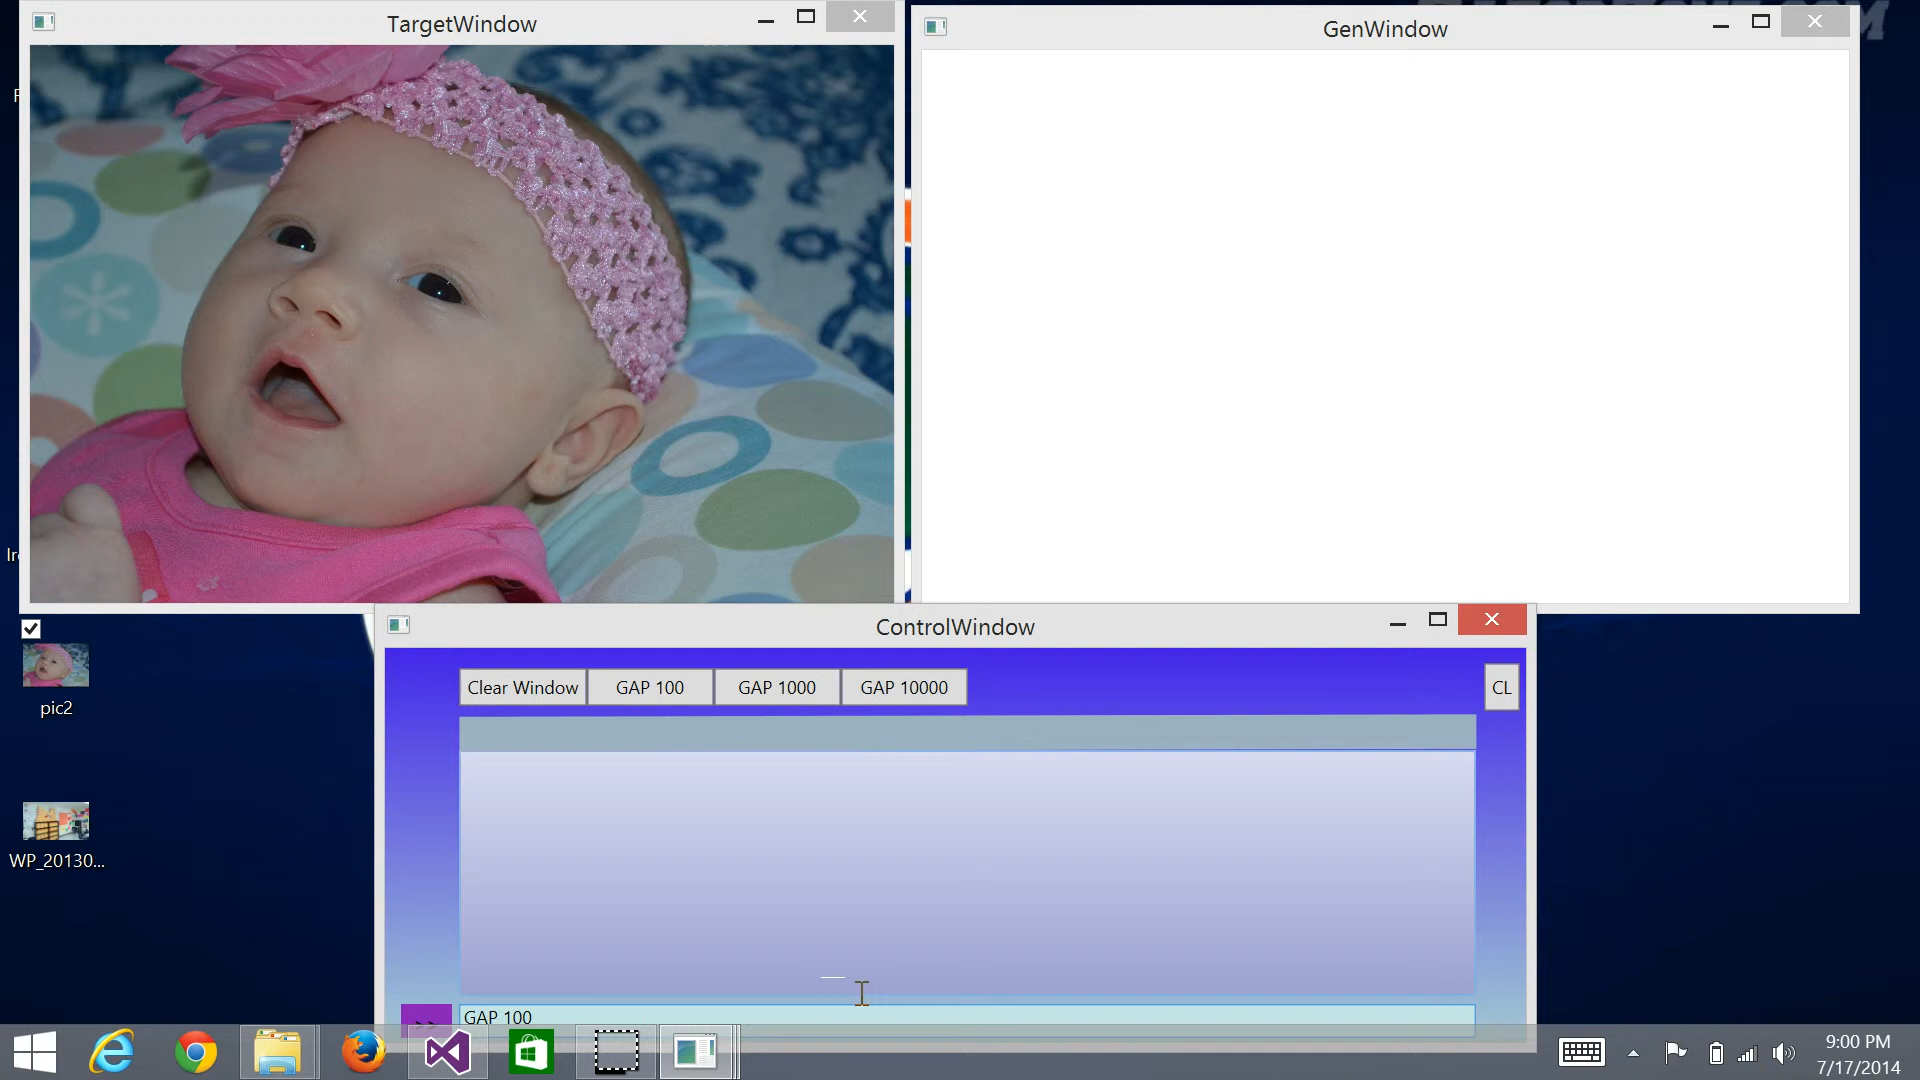 TargetWindow
GenWindow
ControlWindow
Clear Window
GAP 100
GAP 1000
GAP 10000
CL
pic2
WP_20130...
>>
GAP 100
9:00 PM
7/17/2014